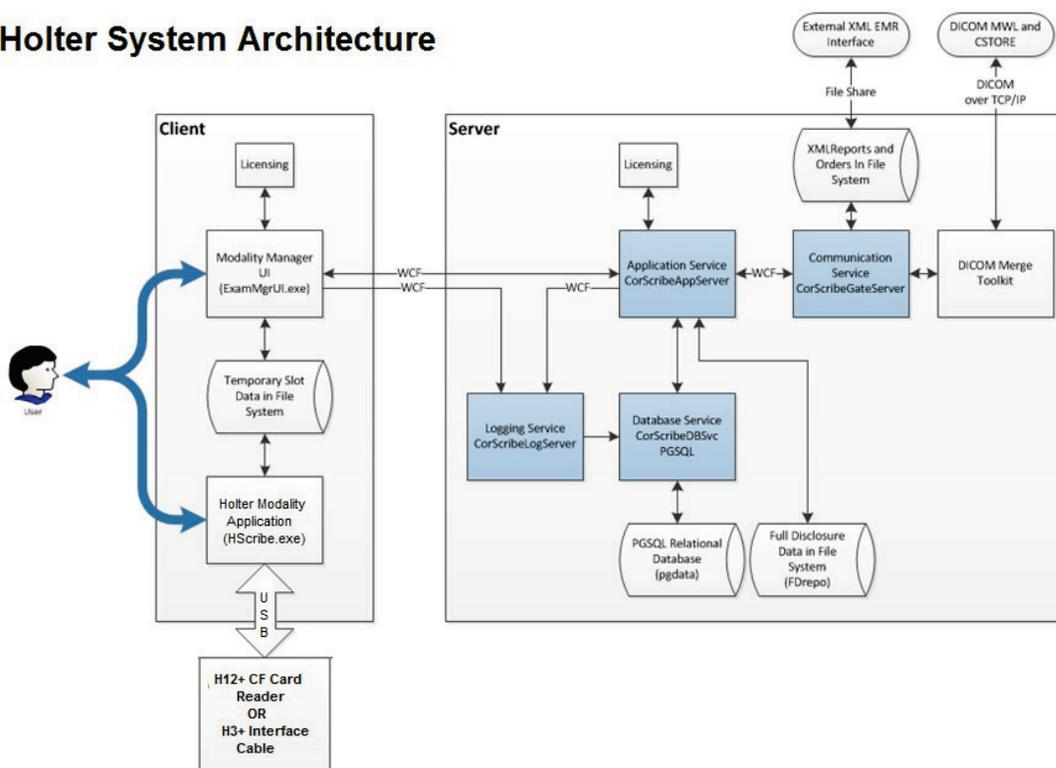 Holter System Architecture
External XML EMR
Interface
DICOM MWL and
CSTORE
File Share
DICOM
over TCP/IP
Client
Server
Licensing
Licensing
XMLReports and
Orders In File
System
Modality Manager
UI
(ExamMgrUI.exe)
WCF
WCF
WCF
Application Service
CorScribeAppServer
WCF
Communication
Service
CorScribeGateServer
DICOM Merge
Toolkit
User
Temporary Slot
Data in File
System
Logging Service
CorScribeLogServer
Database Service
CorScribeDBSvc
PGSQL
Holter Modality
Application
(HScribe.exe)
PGSQL Relational
Database
(pgdata)
Full Disclosure
Data in File
System
(FDrepo)
U
S
B
H12+ CF Card
Reader
OR
H3+ Interface
Cable